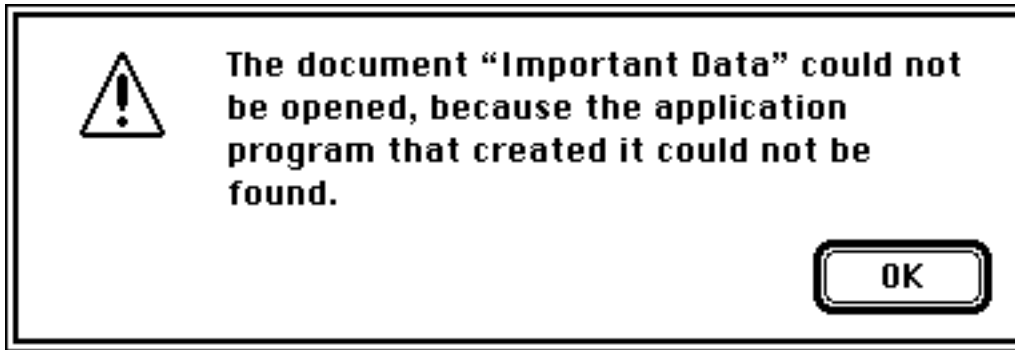 The document “Important Data” could not
be opened, because the application
program that created it could not be
found.
OK